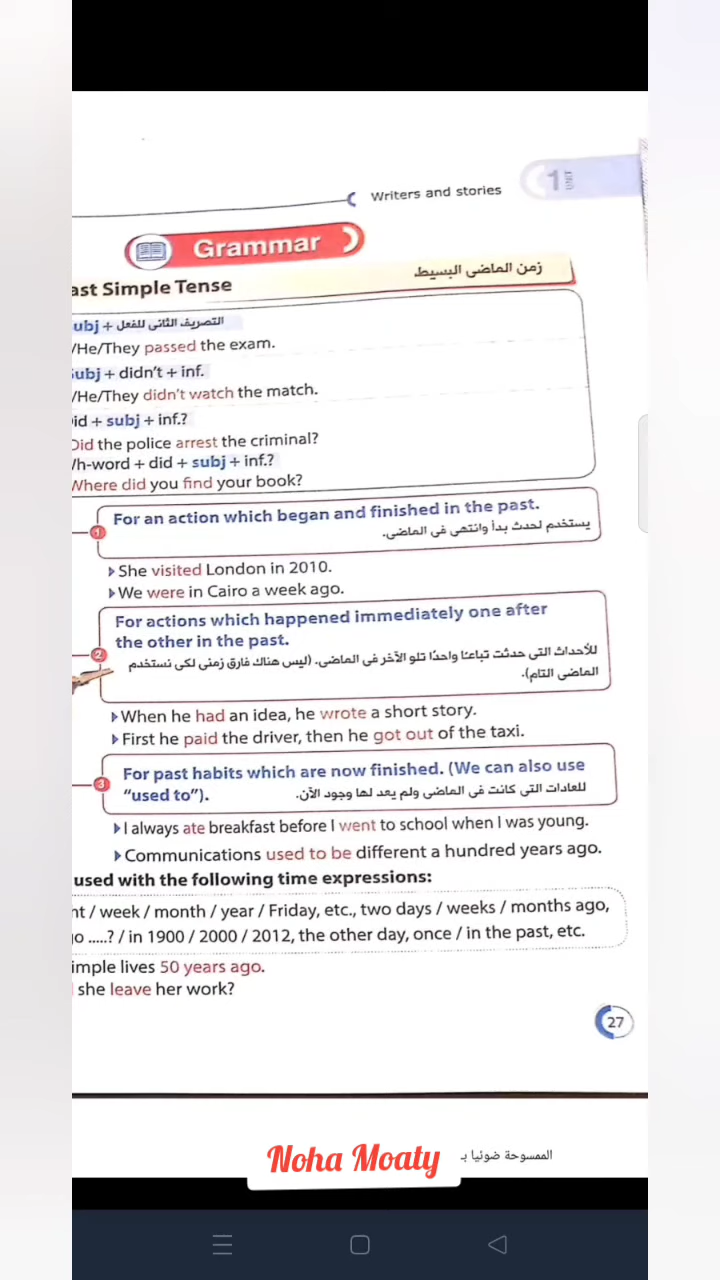 Writers and stories
1 UNIT
Grammar
ast Simple Tense زمن الماضى البسيط
ubj + التصريف الثانى للفعل
/He/They passed the exam.
ubj + didn't + inf.
/He/They didn't watch the match.
id + subj + inf.?
Did the police arrest the criminal?
h-word + did + subj + inf.?
Where did you find your book?
1 For an action which began and finished in the past.
يستخدم لحدث بدأ وانتهى فى الماضى.
She visited London in 2010.
We were in Cairo a week ago.
For actions which happened immediately one after
2 the other in the past.
للأحداث التى حدثت تباعًا واحدًا تلو الآخر فى الماضى. (ليس هناك فارق زمنى لكى نستخدم
الماضى التام).
When he had an idea, he wrote a short story.
First he paid the driver, then he got out of the taxi.
3 For past habits which are now finished. (We can also use
"used to"). للعادات التى كانت فى الماضى ولم يعد لها وجود الآن.
I always ate breakfast before I went to school when I was young.
Communications used to be different a hundred years ago.
used with the following time expressions:
ht / week / month / year / Friday, etc., two days / weeks / months ago,
o .....? / in 1900 / 2000 / 2012, the other day, once / in the past, etc.
imple lives 50 years ago.
she leave her work?
27
Noha Moaty الممسوحة ضوئيا بـ